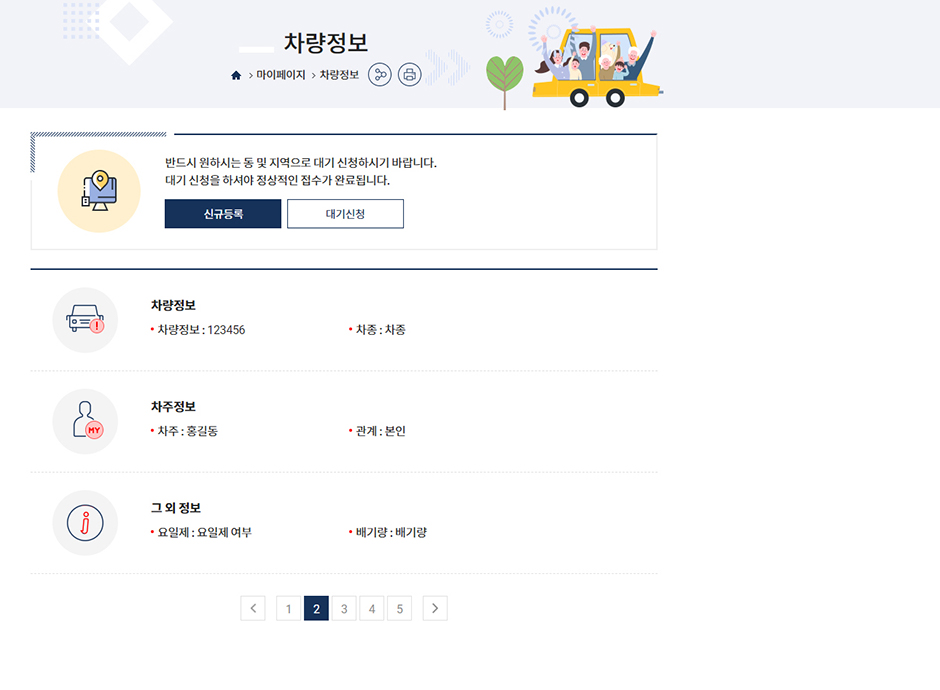 차량정보
마이페이지 > 차량정보
반드시 원하시는 동 및 지역으로 대기 신청하시기 바랍니다.
대기 신청을 하셔야 정상적인 접수가 완료됩니다.
신규등록 대기신청
차량정보
• 차량정보 : 123456 • 차종 : 차종
차주정보
MY
• 차주 : 홍길동 • 관계 : 본인
그 외 정보
• 요일제 : 요일제 여부 • 배기량 : 배기량
< 1 2 3 4 5 >